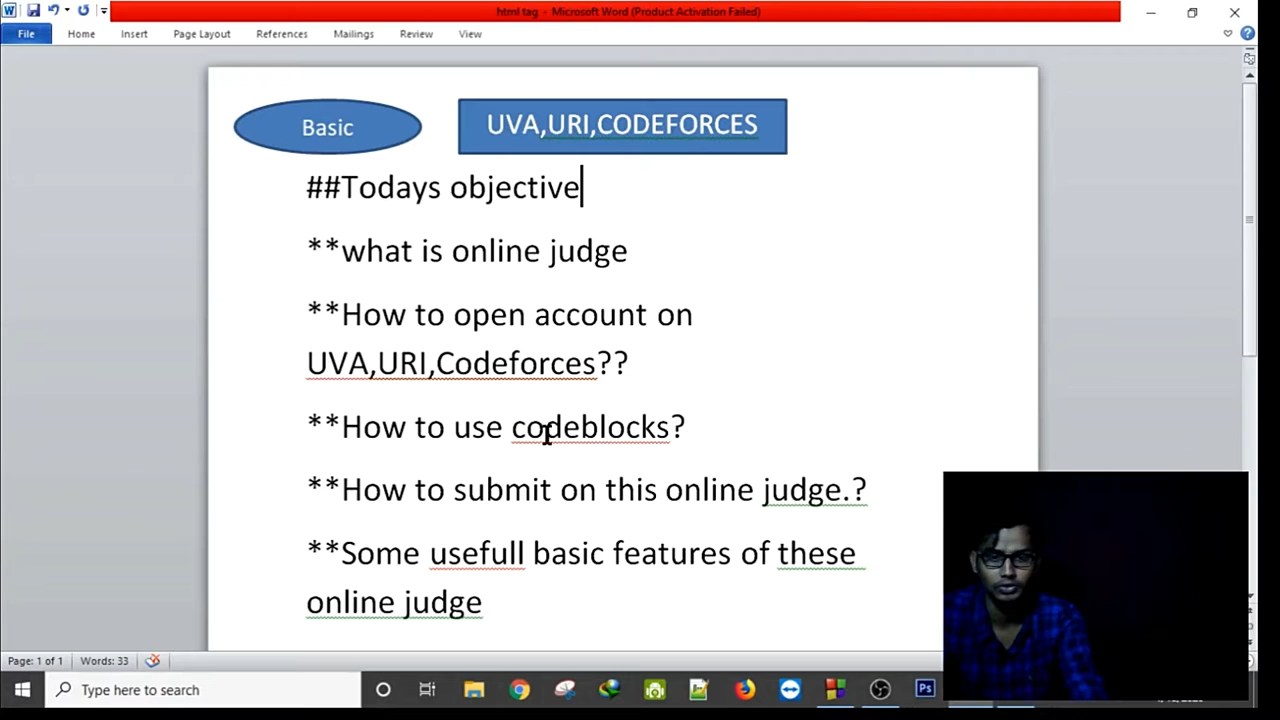 html tag - Microsoft Word (Product Activation Failed)
File Home Insert Page Layout References Mailings Review View
Basic
UVA,URI,CODEFORCES
##Todays objective
**what is online judge
**How to open account on
UVA,URI,Codeforces??
**How to use codeblocks?
**How to submit on this online judge.?
**Some usefull basic features of these
online judge
Page: 1 of 1 Words: 33
Type here to search
Ps